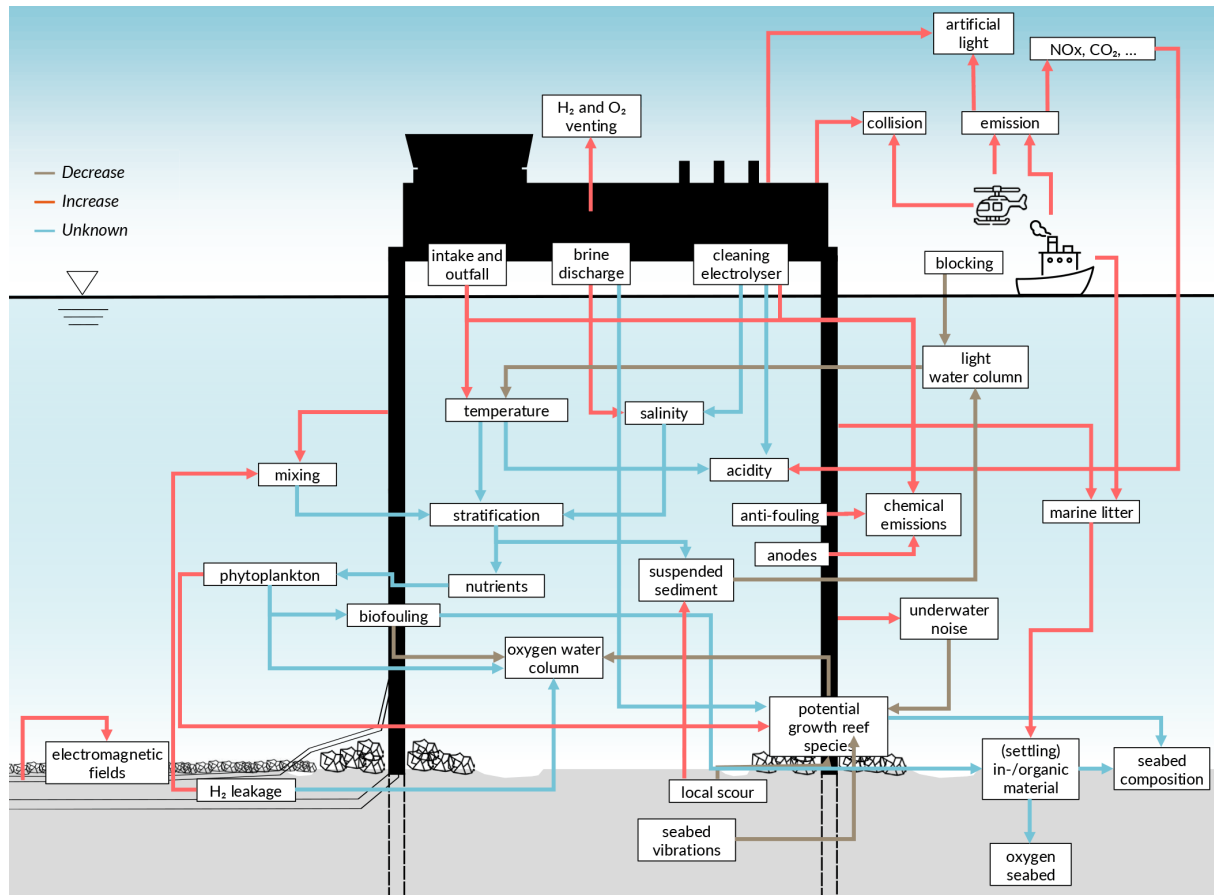 artificial
light
NOx, CO₂, ...
H₂ and O₂
venting
collision
emission
Decrease
Increase
Unknown
intake and
outfall
brine
discharge
cleaning
electrolyser
blocking
light
water column
temperature
salinity
mixing
acidity
stratification
anti-fouling
chemical
emissions
marine litter
anodes
phytoplankton
nutrients
suspended
sediment
biofouling
underwater
noise
oxygen water
column
potential
growth reef
species
electromagnetic
fields
(settling)
in-/organic
material
seabed
composition
H₂ leakage
local scour
seabed
vibrations
oxygen
seabed